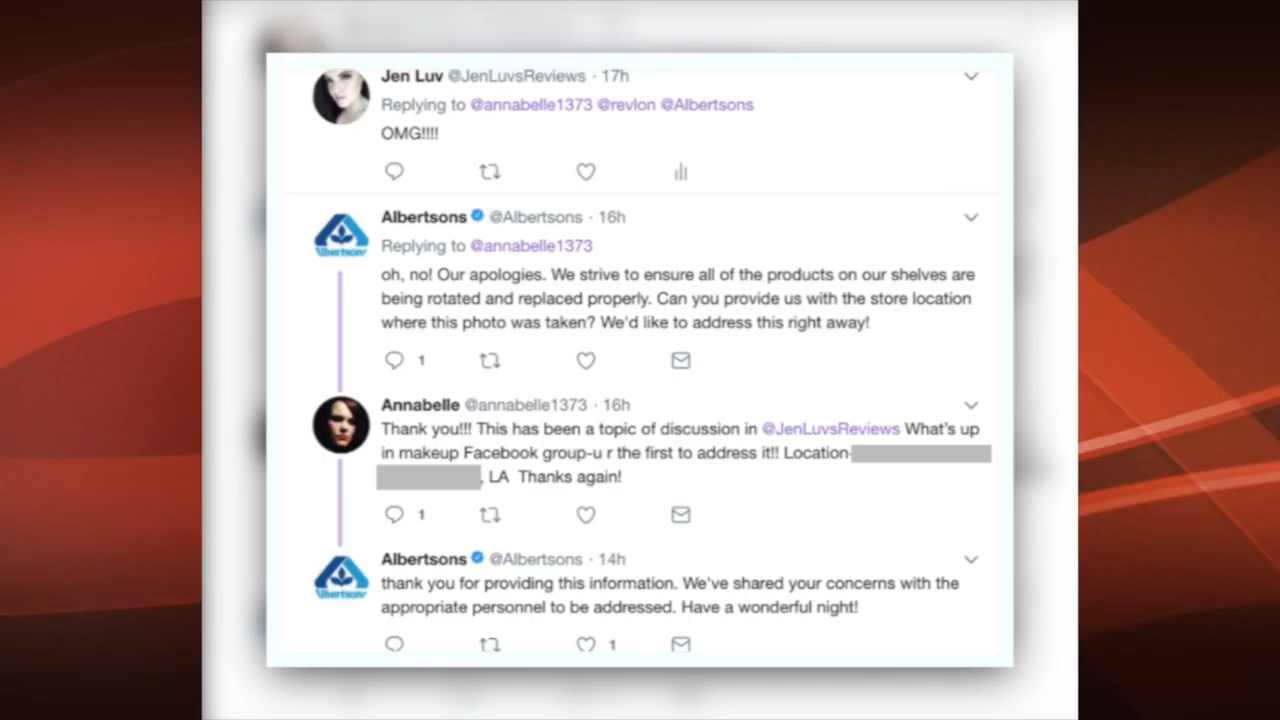 Jen Luv @JenLuvsReviews · 17h
Replying to @annabelle1373 @revlon @Albertsons
OMG!!!!
Albertsons @Albertsons · 16h
Albertsons
Replying to @annabelle1373
oh, no! Our apologies. We strive to ensure all of the products on our shelves are
being rotated and replaced properly. Can you provide us with the store location
where this photo was taken? We'd like to address this right away!
1
Annabelle @annabelle1373 · 16h
Thank you!!! This has been a topic of discussion in @JenLuvsReviews What's up
in makeup Facebook group-u r the first to address it!! Location-
, LA Thanks again!
1
Albertsons @Albertsons · 14h
Albertsons
thank you for providing this information. We've shared your concerns with the
appropriate personnel to be addressed. Have a wonderful night!
1